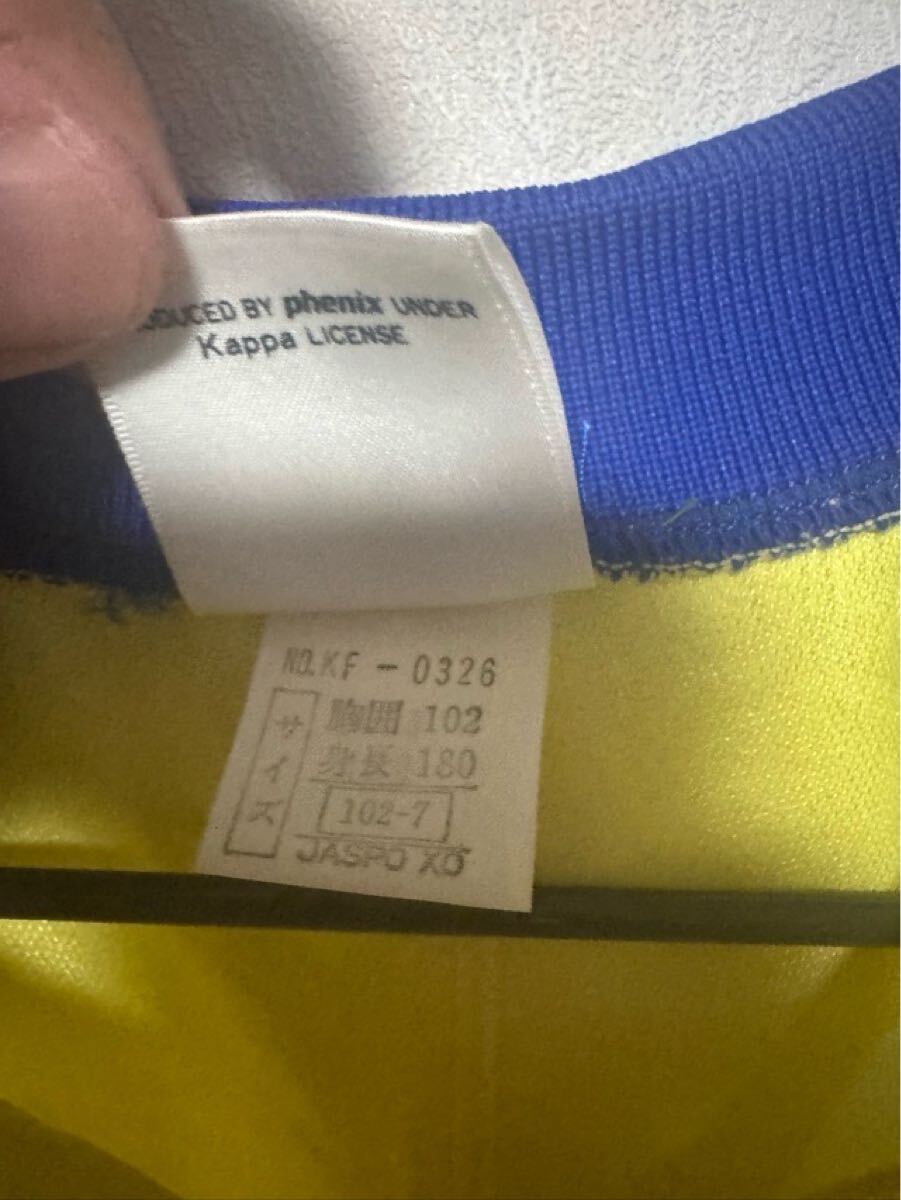 ODUCED BY phenix UNDER
Kappa LICENSE
NO.KF-0326
サイズ
胸囲 102
身長 180
102-7
JASPO XO